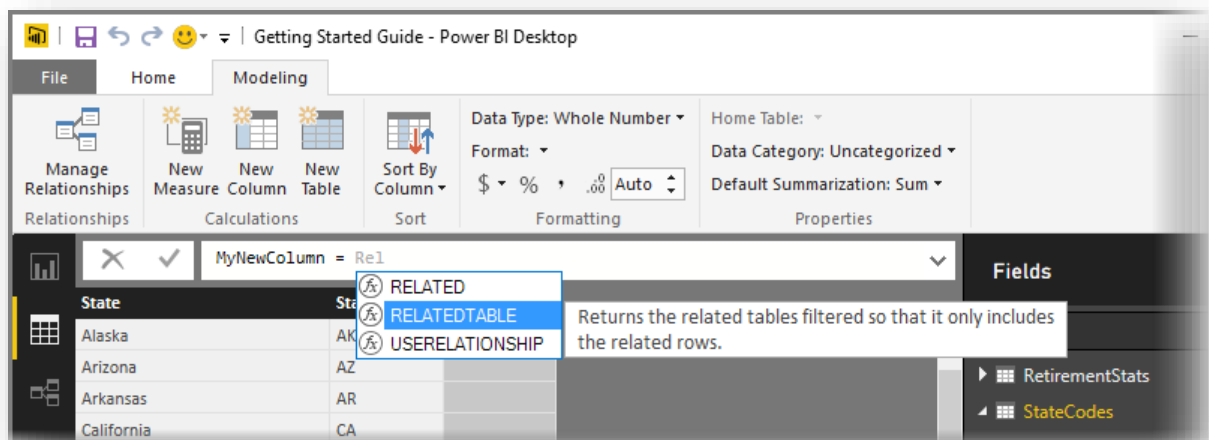 Getting Started Guide - Power BI Desktop
File Home Modeling
Manage Relationships
New Measure
New Column
New Table
Sort By Column
Data Type: Whole Number
Format:
$ % , .00 Auto
Home Table:
Data Category: Uncategorized
Default Summarization: Sum
Relationships Calculations Sort Formatting Properties
MyNewColumn = Rel
Fields
RELATED
RELATEDTABLE
USERELATIONSHIP
Returns the related tables filtered so that it only includes
the related rows.
State Sta
Alaska AK
Arizona AZ
Arkansas AR
California CA
RetirementStats
StateCodes